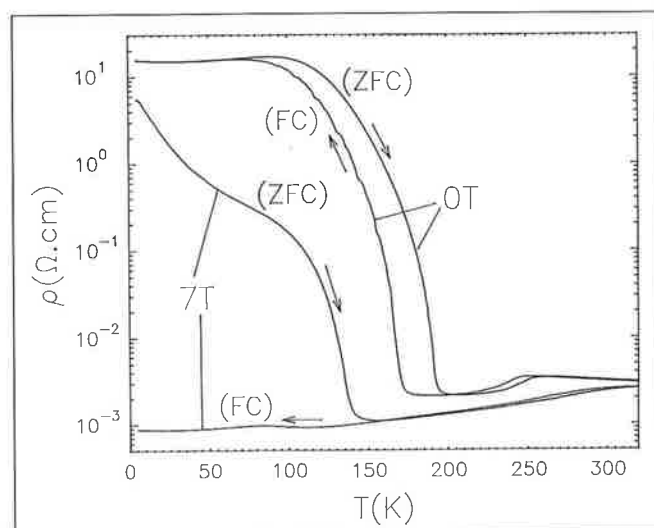 10¹
10⁰
10⁻¹
10⁻²
10⁻³
ρ(Ω.cm)
(ZFC)
(FC)
(ZFC)
0T
7T
(FC)
0 50 100 150 200 250 300
T(K)